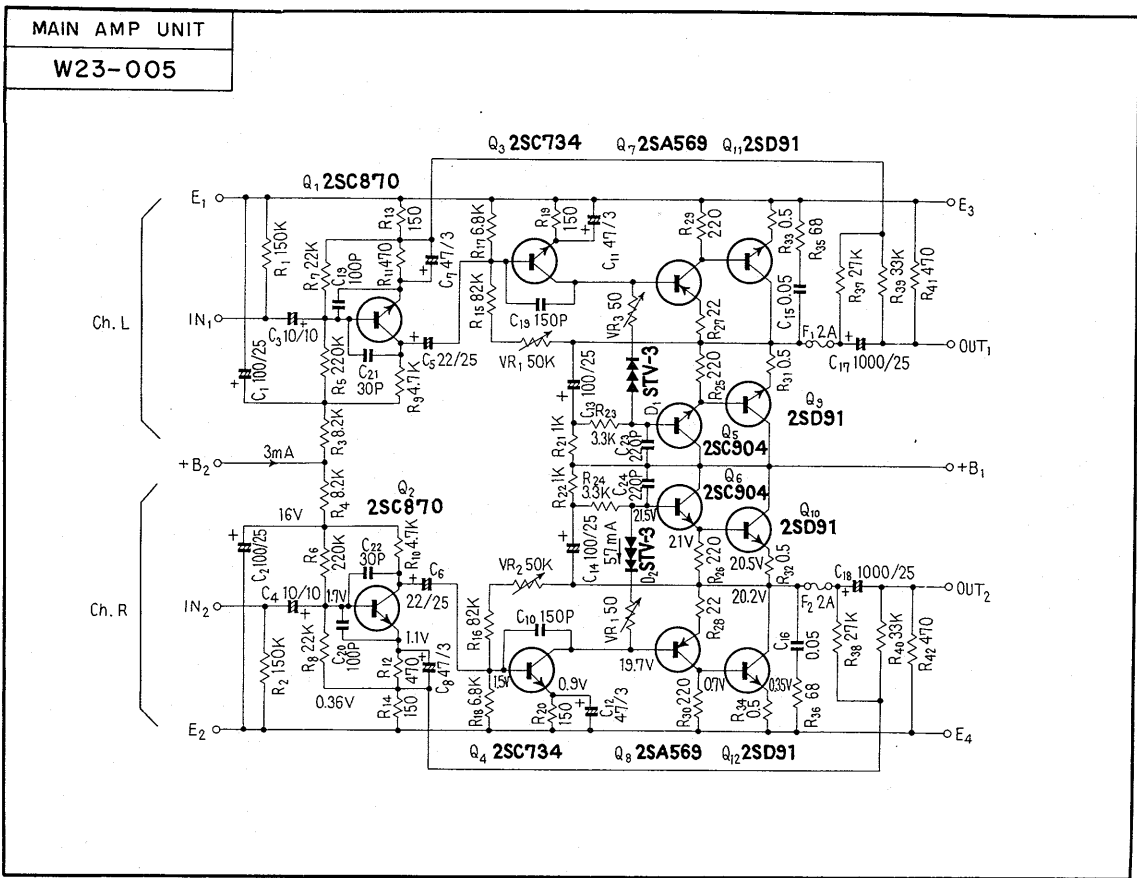 MAIN AMP UNIT
W23-005
Q3 2SC734
Q7 2SA569
Q11 2SD91
Q1 2SC870
E1
E3
R13 150
R17 6.8K
R19 150
C11 47/3
R29 220
R33 0.5
R35 68
R1 150K
R7 22K
C19 100P
R11 470
C7 47/3
R15 82K
C19 150P
VR3 50
R27 22
C15 0.05
R37 27K
R39 33K
R41 470
Ch. L
IN1
C3 10/10
C5 22/25
VR1 50K
F1 2A
C17 1000/25
OUT1
C1 100/25
R5 220K
C21 30P
R9 4.7K
C13 100/25
D1 STV-3
R25 220
R31 0.5
Q9 2SD91
R23 3.3K
Q5 2SC904
R3 8.2K
R21 1K
C23 220P
+B2
3mA
+B1
R4 8.2K
R22 1K
R24 3.3K
C24 220P
Q6 2SC904
Q2 2SC870
Ch. R
16V
21.5V
21V
Q10 2SD91
C2 100/25
R6 220K
C22 30P
R10 4.7K
C6 22/25
C14 100/25
57mA
D2 STV-3
R26 220
20.5V
R32 0.5
VR2 50K
C18 1000/25
IN2
C4 10/10
1.7V
20.2V
F2 2A
OUT2
R2 150K
R8 22K
C20 100P
1.1V
R12 470
C8 47/3
R16 82K
C10 150P
VR1 50
R28 22
C16 0.05
R38 27K
R40 33K
R42 470
19.7V
0.36V
R14 150
1.5V
R18 6.8K
0.9V
R20 150
C12 47/3
R30 220
0.7V
0.35V
R34 0.5
R36 68
E2
E4
Q4 2SC734
Q8 2SA569
Q12 2SD91